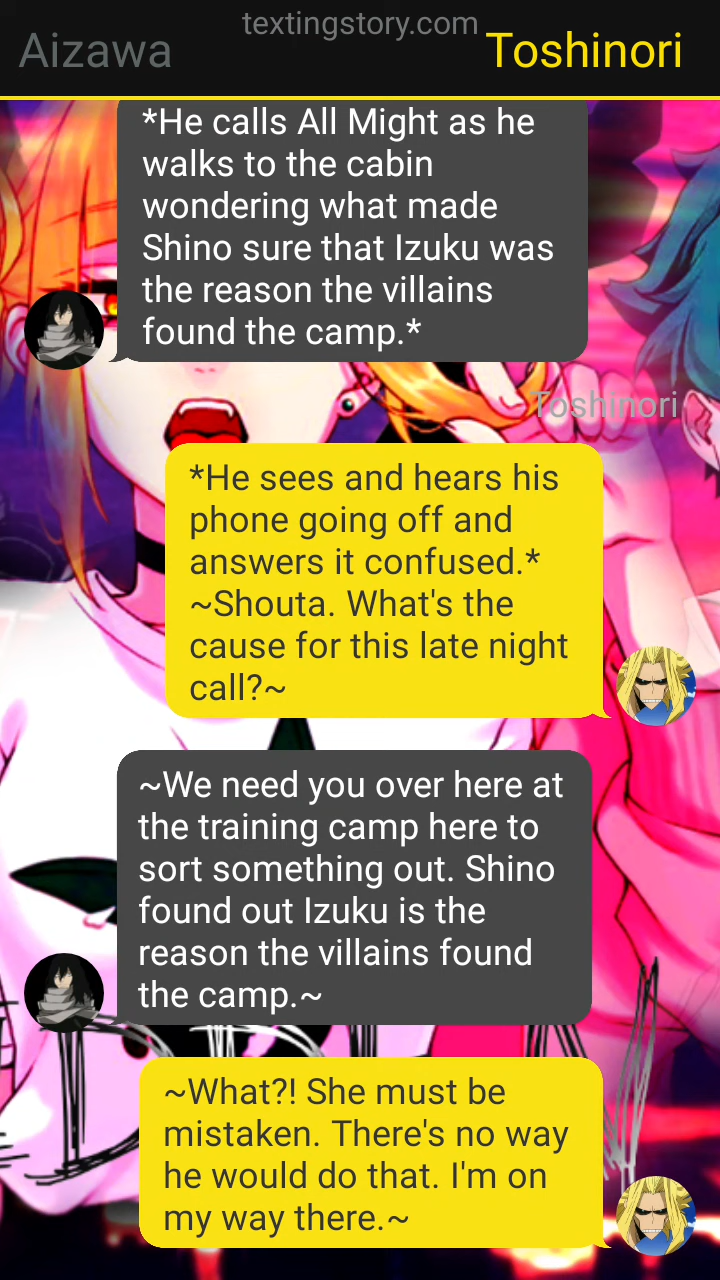 textingstory.com
Aizawa
Toshinori
*He calls All Might as he
walks to the cabin
wondering what made
Shino sure that Izuku was
the reason the villains
found the camp.*
Toshinori
*He sees and hears his
phone going off and
answers it confused.*
~Shouta. What's the
cause for this late night
call?~
~We need you over here at
the training camp here to
sort something out. Shino
found out Izuku is the
reason the villains found
the camp.~
~What?! She must be
mistaken. There's no way
he would do that. I'm on
my way there.~